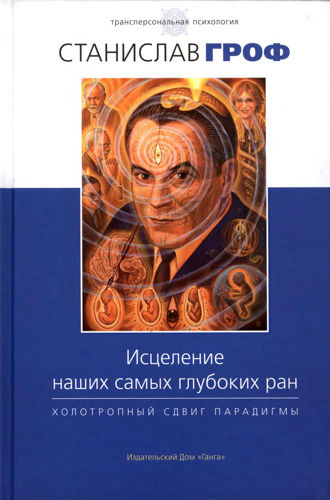 трансперсональная психология
СТАНИСЛАВ ГРОФ
Исцеление
наших самых глубоких ран
ХОЛОТРОПНЫЙ СДВИГ ПАРАДИГМЫ
Издательский Дом «Ганга»